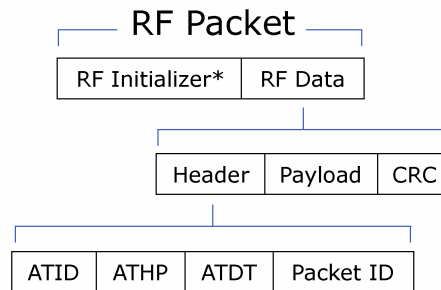 RF Packet
RF Initializer* RF Data
Header Payload CRC
ATID ATHP ATDT Packet ID